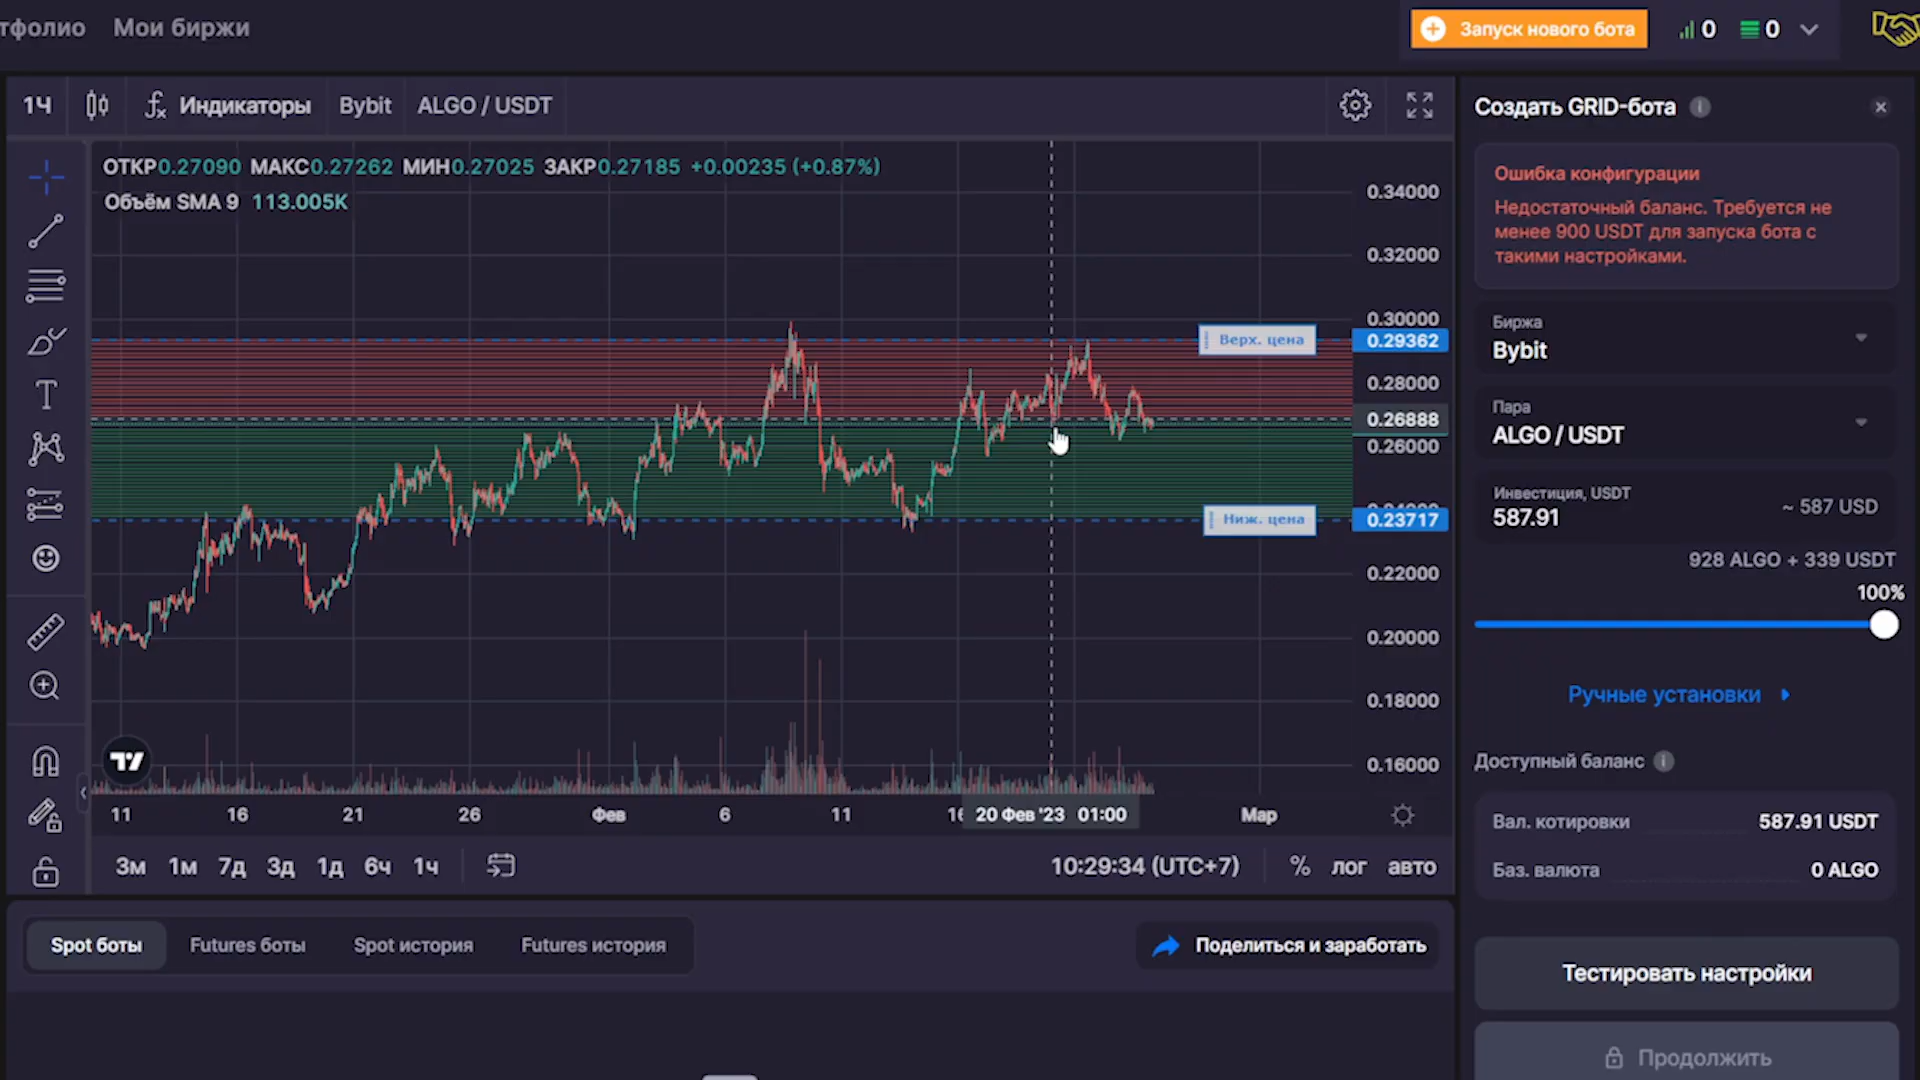 тфолио Мои биржи
Запуск нового бота 0 0
1Ч Индикаторы Bybit ALGO / USDT
ОТКР0.27090 МАКС0.27262 МИН0.27025 ЗАКР0.27185 +0.00235 (+0.87%)
Объём SMA 9 113.005K
0.34000
0.32000
0.30000
Верх. цена 0.29362
0.28000
0.26888
0.26000
Ниж. цена 0.23717
0.22000
0.20000
0.18000
0.16000
11 16 21 26 Фев 6 11 16 20 Фев '23 01:00 Мар
3м 1м 7д 3д 1д 6ч 1ч 10:29:34 (UTC+7) % лог авто
Spot боты Futures боты Spot история Futures история Поделиться и заработать
Создать GRID-бота
Ошибка конфигурации
Недостаточный баланс. Требуется не
менее 900 USDT для запуска бота с
такими настройками.
Биржа
Bybit
Пара
ALGO / USDT
Инвестиция, USDT
587.91 ~ 587 USD
928 ALGO + 339 USDT
100%
Ручные установки
Доступный баланс
Вал. котировки 587.91 USDT
Баз. валюта 0 ALGO
Тестировать настройки
Продолжить